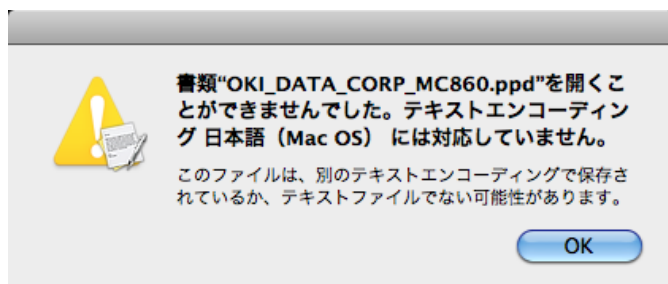 書類“OKI_DATA_CORP_MC860.ppd”を開くこ
とができませんでした。テキストエンコーディン
グ 日本語（Mac OS） には対応していません。
このファイルは、別のテキストエンコーディングで保存さ
れているか、テキストファイルでない可能性があります。
OK